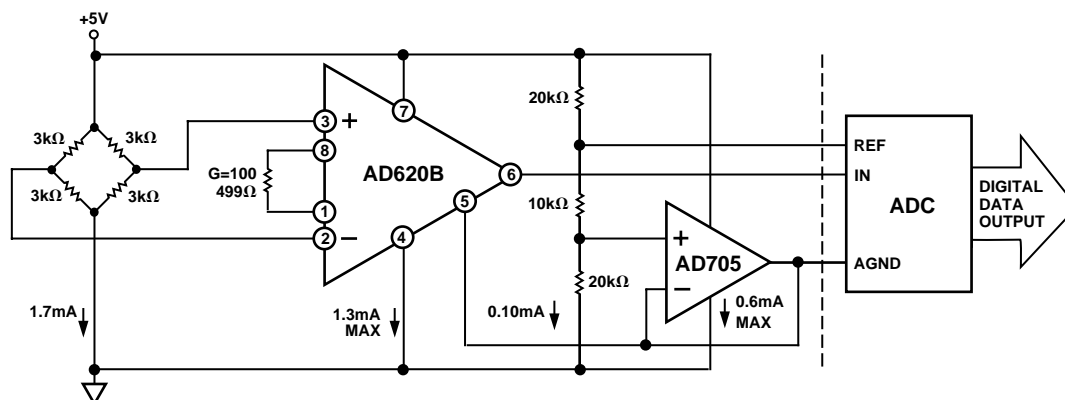 +5V
3kΩ
3kΩ
3kΩ
3kΩ
1.7mA
G=100
499Ω
3
8
1
2
+
−
AD620B
7
6
5
4
1.3mA
MAX
20kΩ
10kΩ
20kΩ
0.10mA
+
−
AD705
0.6mA
MAX
REF
IN
AGND
ADC
DIGITAL
DATA
OUTPUT